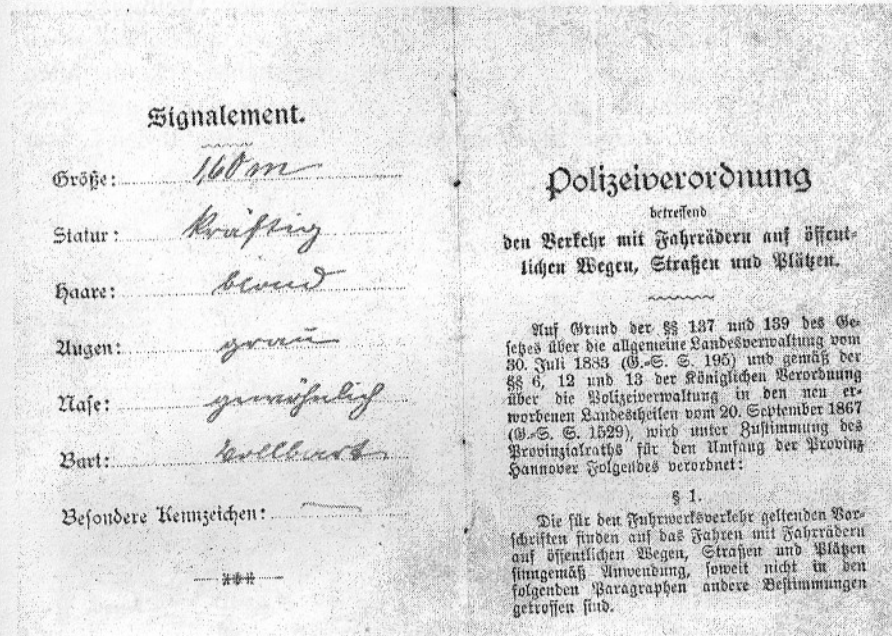 Signalement.
Größe: 1,60 m
Statur: kräftig
Haare: blond
Augen: grau
Nase: gewöhnlich
Bart: Vollbart
Besondere Kennzeichen: —
Polizeiverordnung
betreffend
den Verkehr mit Fahrrädern auf öffent-
lichen Wegen, Straßen und Plätzen.
Auf Grund der §§ 137 und 139 des Ge-
setzes über die allgemeine Landesverwaltung vom
30. Juli 1883 (G.-S. S. 195) und gemäß der
§§ 6, 12 und 13 der Königlichen Verordnung
über die Polizeiverwaltung in den neu er-
worbenen Landestheilen vom 20. September 1867
(G.-S. S. 1529), wird unter Zustimmung des
Provinzialraths für den Umfang der Provinz
Hannover Folgendes verordnet:
§ 1.
Die für den Fuhrwerksverkehr geltenden Vor-
schriften finden auf das Fahren mit Fahrrädern
auf öffentlichen Wegen, Straßen und Plätzen
sinngemäß Anwendung, soweit nicht in den
folgenden Paragraphen andere Bestimmungen
getroffen sind.